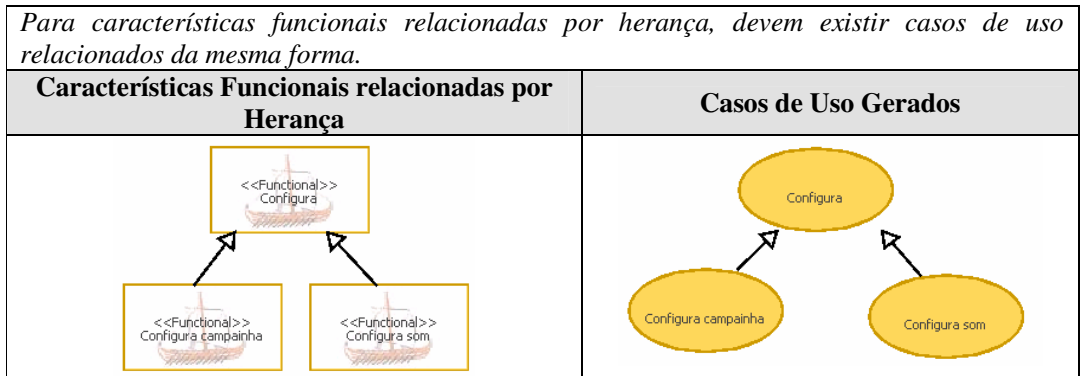 Para características funcionais relacionadas por herança, devem existir casos de uso
relacionados da mesma forma.
Características Funcionais relacionadas por
Herança
Casos de Uso Gerados
<<Functional>>
Configura
<<Functional>>
Configura campainha
<<Functional>>
Configura som
Configura
Configura campainha
Configura som